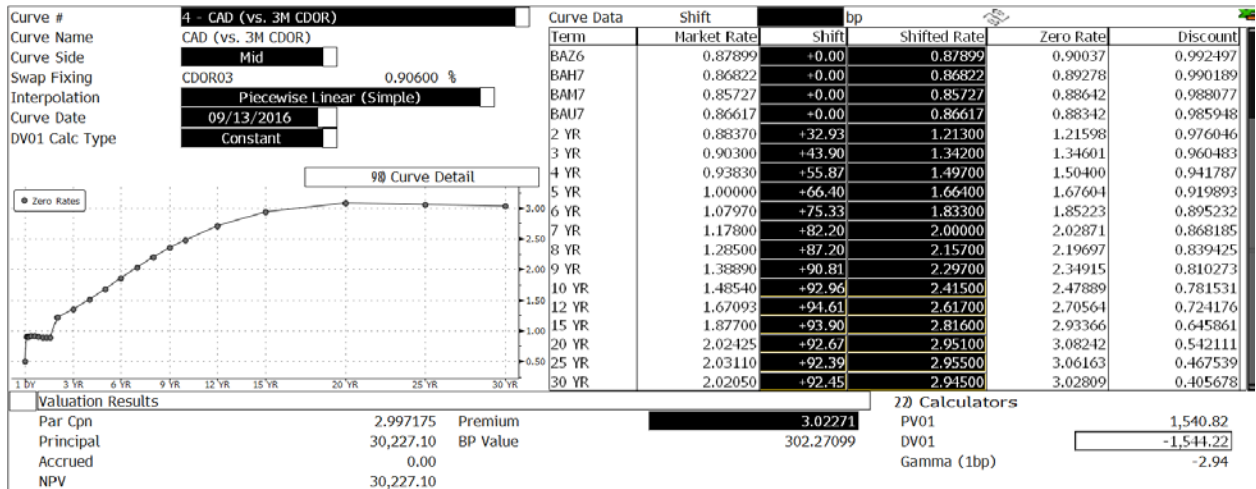 Curve # 4 - CAD (vs. 3M CDOR)
Curve Name CAD (vs. 3M CDOR)
Curve Side Mid
Swap Fixing CDOR03 0.90600 %
Interpolation Piecewise Linear (Simple)
Curve Date 09/13/2016
DV01 Calc Type Constant
98) Curve Detail
Zero Rates
3.00
2.50
2.00
1.50
1.00
0.50
1 DY 3 YR 6 YR 9 YR 12 YR 15 YR 20 YR 25 YR 30 YR
Curve Data Shift bp
Term Market Rate Shift Shifted Rate Zero Rate Discount
BAZ6 0.87899 +0.00 0.87899 0.90037 0.992497
BAH7 0.86822 +0.00 0.86822 0.89278 0.990189
BAM7 0.85727 +0.00 0.85727 0.88642 0.988077
BAU7 0.86617 +0.00 0.86617 0.88342 0.985948
2 YR 0.88370 +32.93 1.21300 1.21598 0.976046
3 YR 0.90300 +43.90 1.34200 1.34601 0.960483
4 YR 0.93830 +55.87 1.49700 1.50400 0.941787
5 YR 1.00000 +66.40 1.66400 1.67604 0.919893
6 YR 1.07970 +75.33 1.83300 1.85223 0.895232
7 YR 1.17800 +82.20 2.00000 2.02871 0.868185
8 YR 1.28500 +87.20 2.15700 2.19697 0.839425
9 YR 1.38890 +90.81 2.29700 2.34915 0.810273
10 YR 1.48540 +92.96 2.41500 2.47889 0.781531
12 YR 1.67093 +94.61 2.61700 2.70564 0.724176
15 YR 1.87700 +93.90 2.81600 2.93366 0.645861
20 YR 2.02425 +92.67 2.95100 3.08242 0.542111
25 YR 2.03110 +92.39 2.95500 3.06163 0.467539
30 YR 2.02050 +92.45 2.94500 3.02809 0.405678
Valuation Results 22) Calculators
Par Cpn 2.997175 Premium 3.02271 PV01 1,540.82
Principal 30,227.10 BP Value 302.27099 DV01 -1,544.22
Accrued 0.00 Gamma (1bp) -2.94
NPV 30,227.10